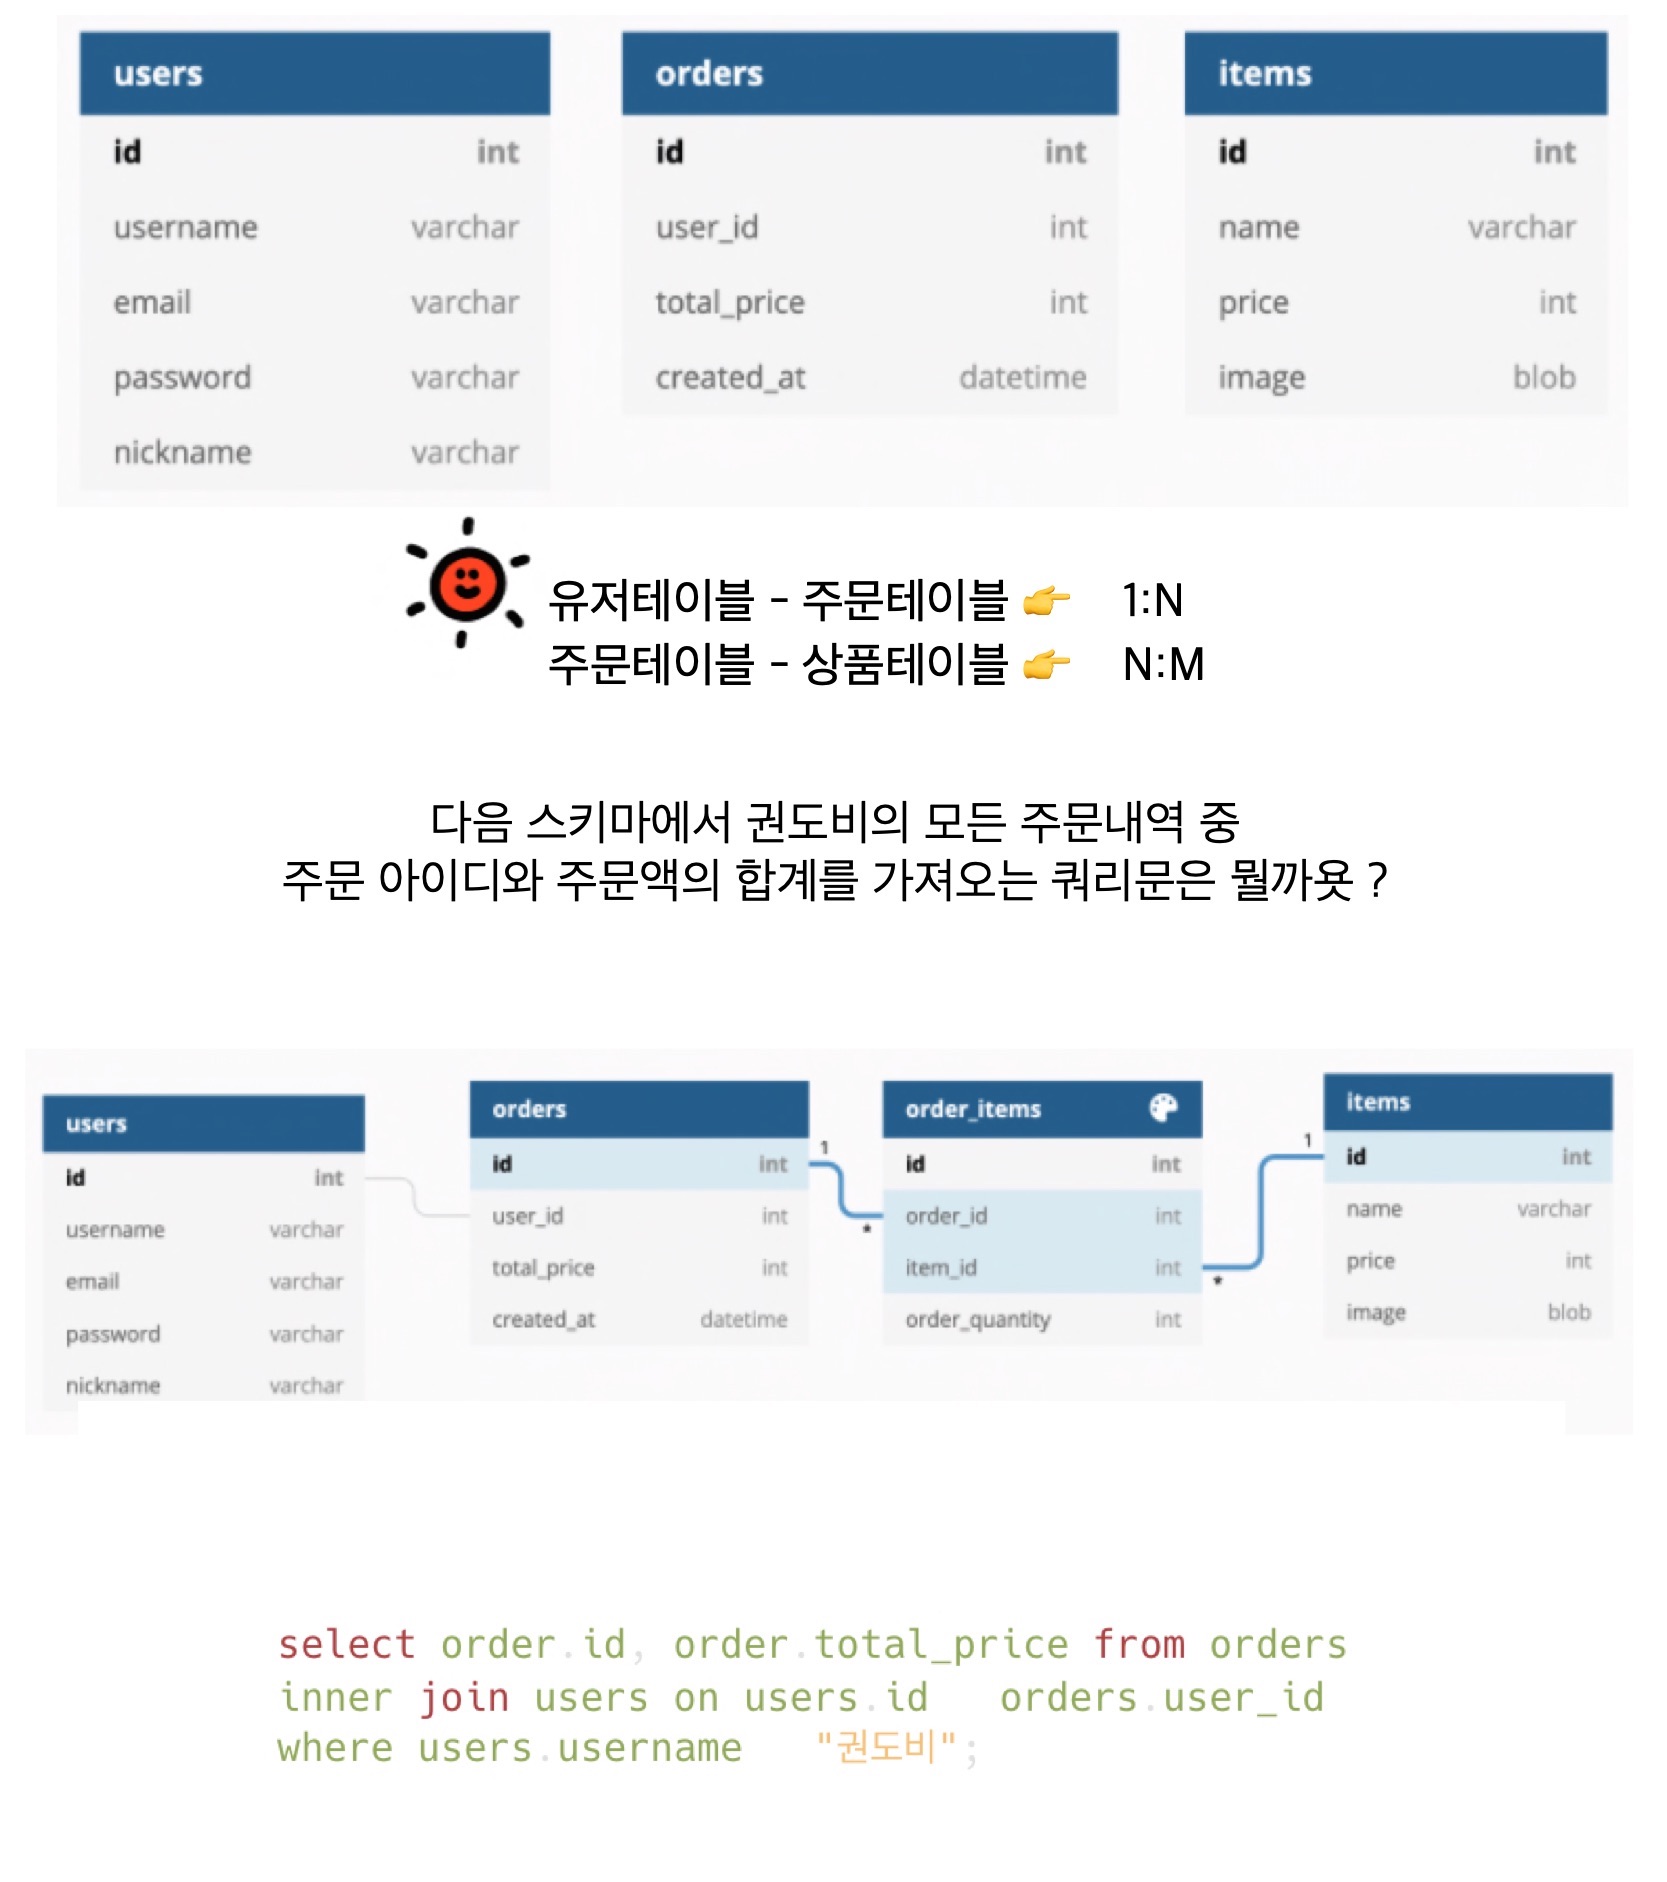 users
id int
username varchar
email varchar
password varchar
nickname varchar
orders
id int
user_id int
total_price int
created_at datetime
items
id int
name varchar
price int
image blob
유저테이블 - 주문테이블 👉 1:N
주문테이블 - 상품테이블 👉 N:M
다음 스키마에서 권도비의 모든 주문내역 중
주문 아이디와 주문액의 합계를 가져오는 쿼리문은 뭘까욧 ?
users
id int
username varchar
email varchar
password varchar
nickname varchar
orders
id int
user_id int
total_price int
created_at datetime
1
*
order_items
id int
order_id int
item_id int
order_quantity int
1
*
items
id int
name varchar
price int
image blob
select order.id, order.total_price from orders
inner join users on users.id orders.user_id
where users.username "권도비";